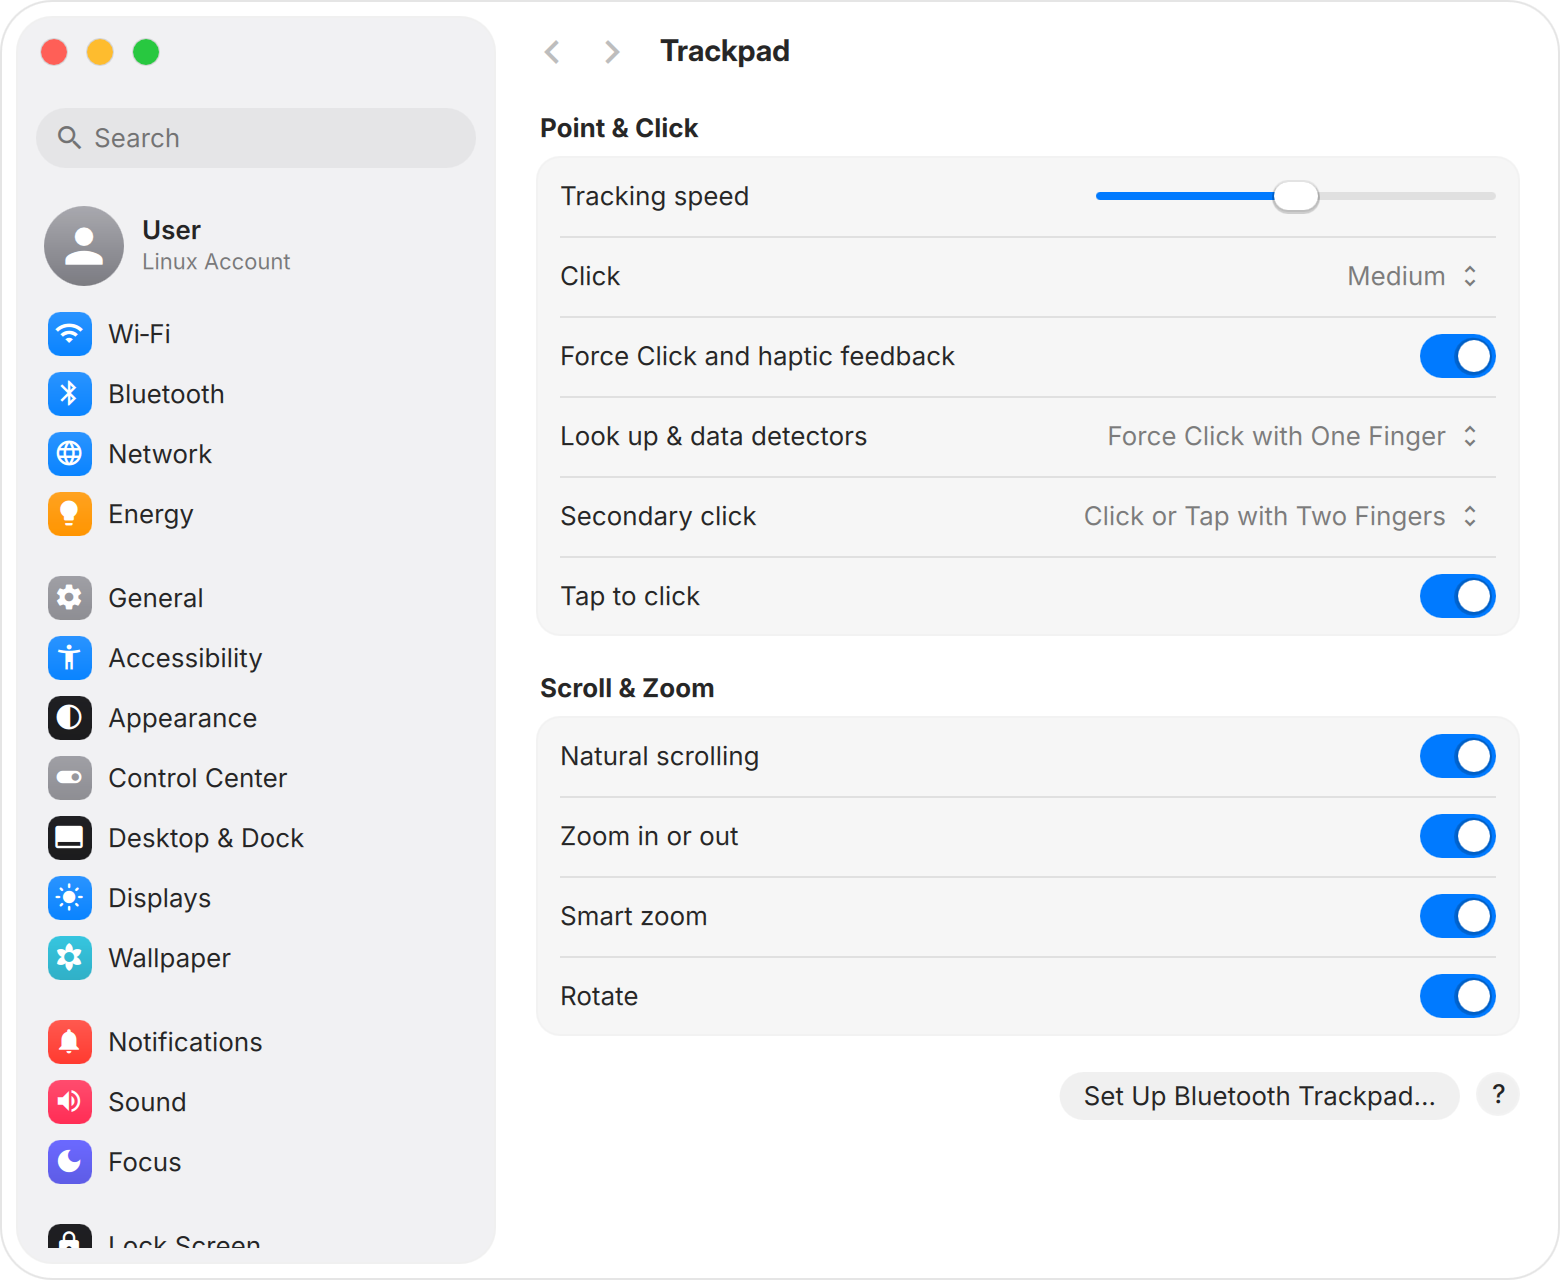 Trackpad
Search
User
Linux Account
Wi-Fi
Bluetooth
Network
Energy
General
Accessibility
Appearance
Control Center
Desktop & Dock
Displays
Wallpaper
Notifications
Sound
Focus
Lock Screen
Point & Click
Tracking speed
Click
Medium
Force Click and haptic feedback
Look up & data detectors
Force Click with One Finger
Secondary click
Click or Tap with Two Fingers
Tap to click
Scroll & Zoom
Natural scrolling
Zoom in or out
Smart zoom
Rotate
Set Up Bluetooth Trackpad...
?